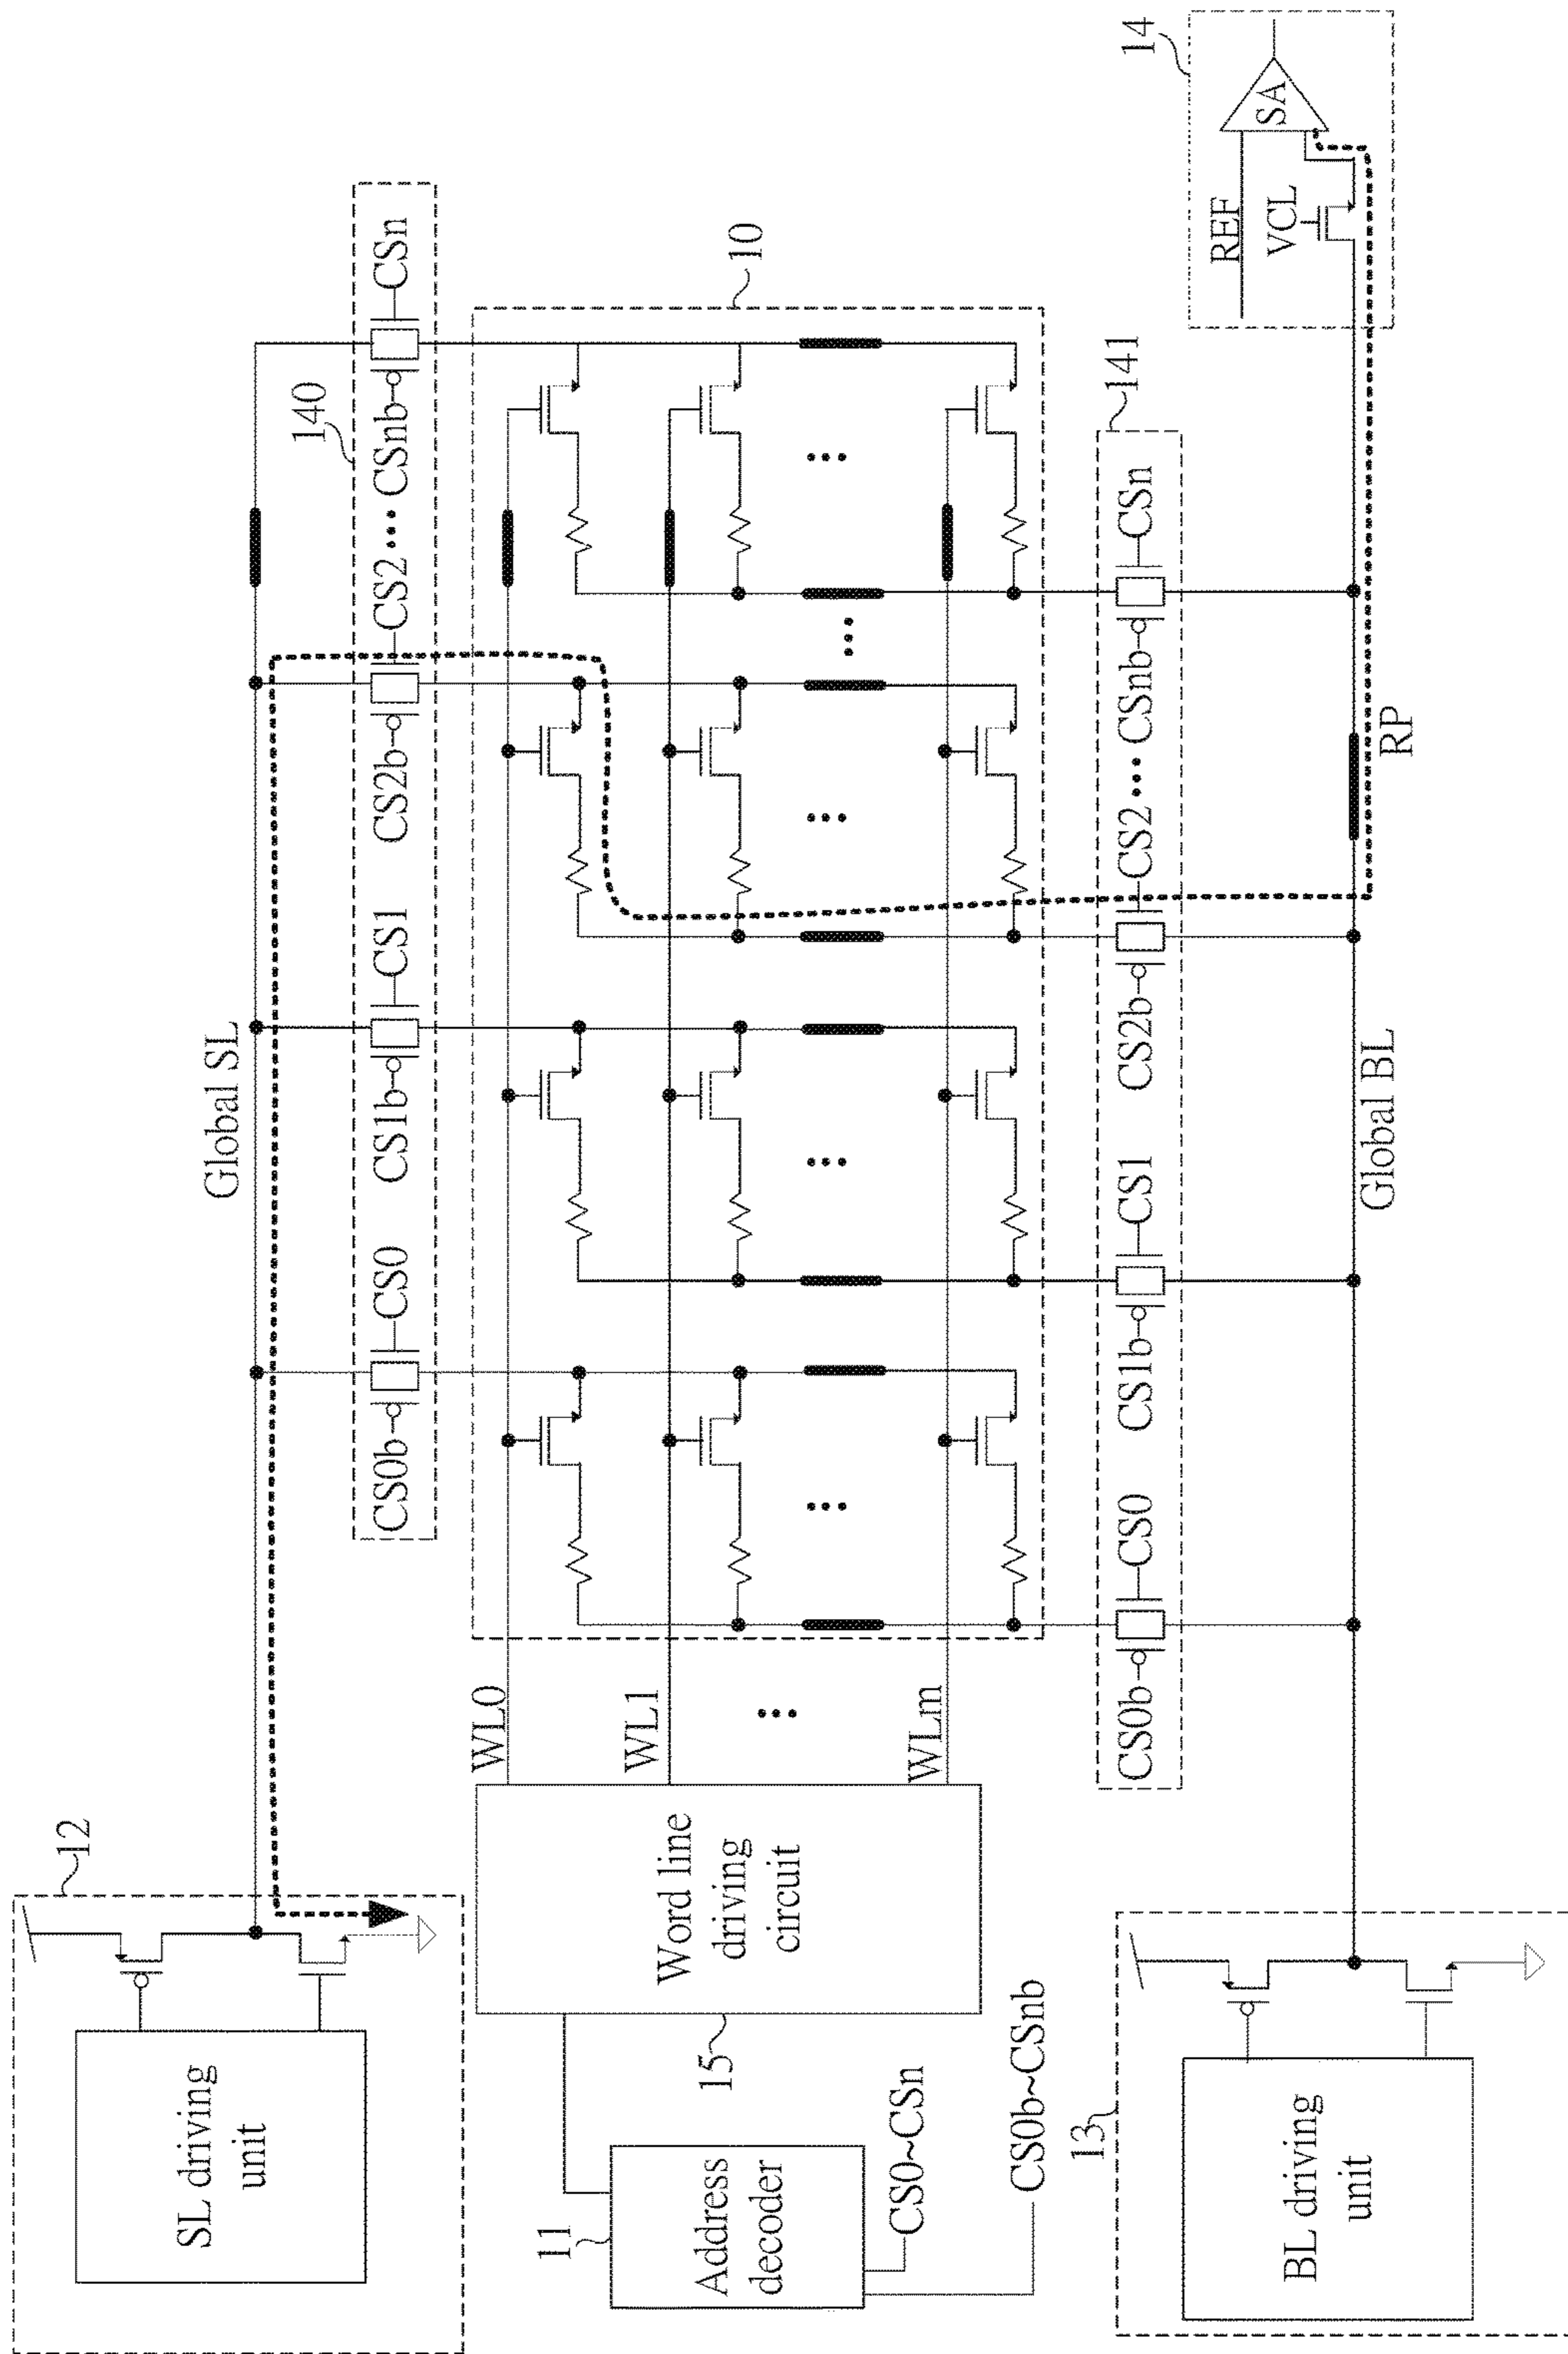 12
SL driving
unit
Global SL
140
CS0b
CS0
CS1b
CS1
CS2b
CS2
CSnb
CSn
10
WL0
WL1
WLm
Word line
driving
circuit
15
11
Address
decoder
CS0~CSn
CS0b~CSnb
141
CS0b
CS0
CS1b
CS1
CS2b
CS2
CSnb
CSn
13
BL driving
unit
Global BL
RP
14
REF
VCL
SA